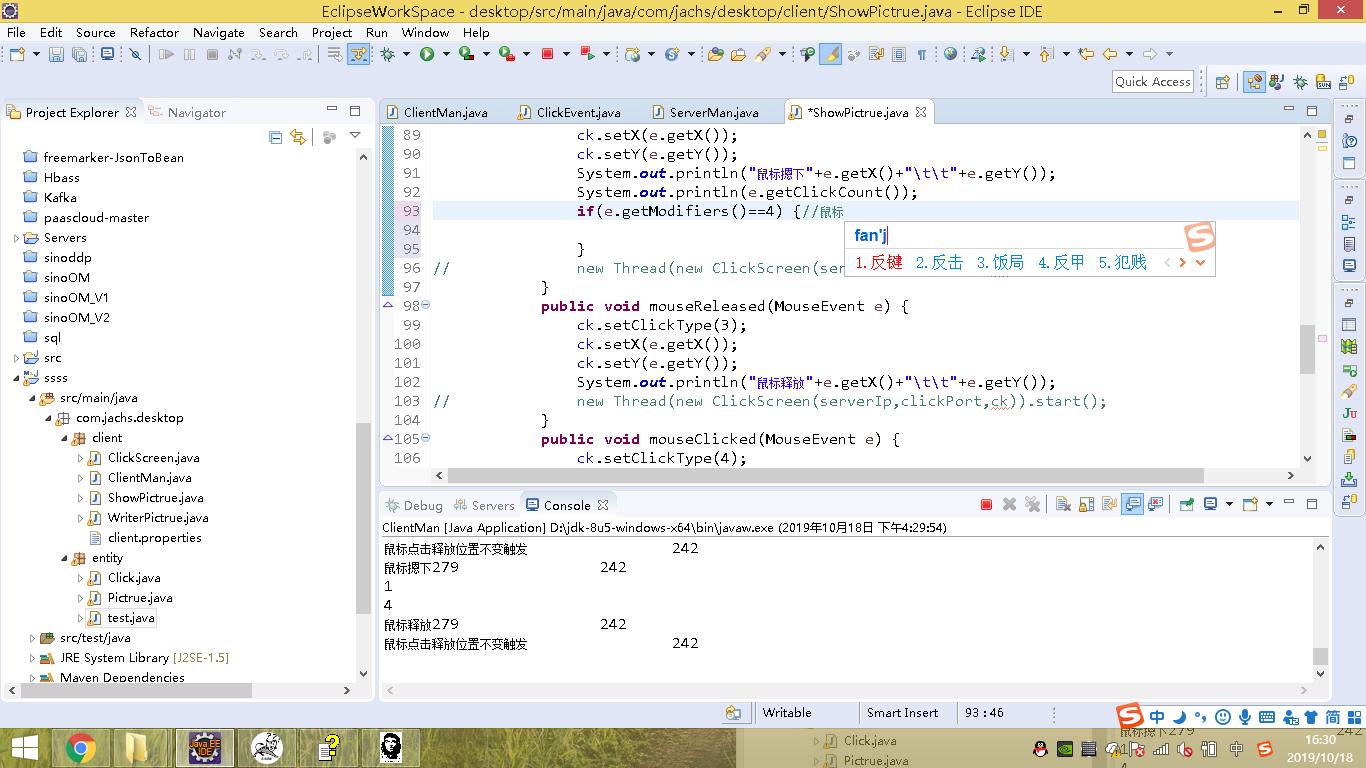 EclipseWorkSpace - desktop/src/main/java/com/jachs/desktop/client/ShowPictrue.java - Eclipse IDE
File Edit Source Refactor Navigate Search Project Run Window Help
Quick Access
Project Explorer Navigator
freemarker-JsonToBean
Hbass
Kafka
paascloud-master
Servers
sinoddp
sinoOM
sinoOM_V1
sinoOM_V2
sql
src
ssss
src/main/java
com.jachs.desktop
client
ClickScreen.java
ClientMan.java
ShowPictrue.java
WriterPictrue.java
client.properties
entity
Click.java
Pictrue.java
test.java
src/test/java
JRE System Library [J2SE-1.5]
Maven Dependencies
ClientMan.java ClickEvent.java ServerMan.java *ShowPictrue.java
89 ck.setX(e.getX());
90 ck.setY(e.getY());
91 System.out.println("鼠标摁下"+e.getX()+"\t\t"+e.getY());
92 System.out.println(e.getClickCount());
93 if(e.getModifiers()==4) {//鼠标
94
fan'j
95 }
1.反键 2.反击 3.饭局 4.反甲 5.犯贱
96 // new Thread(new ClickScreen(ser
97 }
98 public void mouseReleased(MouseEvent e) {
99 ck.setClickType(3);
100 ck.setX(e.getX());
101 ck.setY(e.getY());
102 System.out.println("鼠标释放"+e.getX()+"\t\t"+e.getY());
103 // new Thread(new ClickScreen(serverIp,clickPort,ck)).start();
104 }
105 public void mouseClicked(MouseEvent e) {
106 ck.setClickType(4);
Debug Servers Console
ClientMan [Java Application] D:\jdk-8u5-windows-x64\bin\javaw.exe (2019年10月18日 下午4:29:54)
鼠标点击释放位置不变触发 242
鼠标摁下279 242
1
4
鼠标释放279 242
鼠标点击释放位置不变触发 242
Writable Smart Insert 93 : 46
中 简
Click.java
Pictrue.java
鼠标摁下279 242
中
16:30
2019/10/18